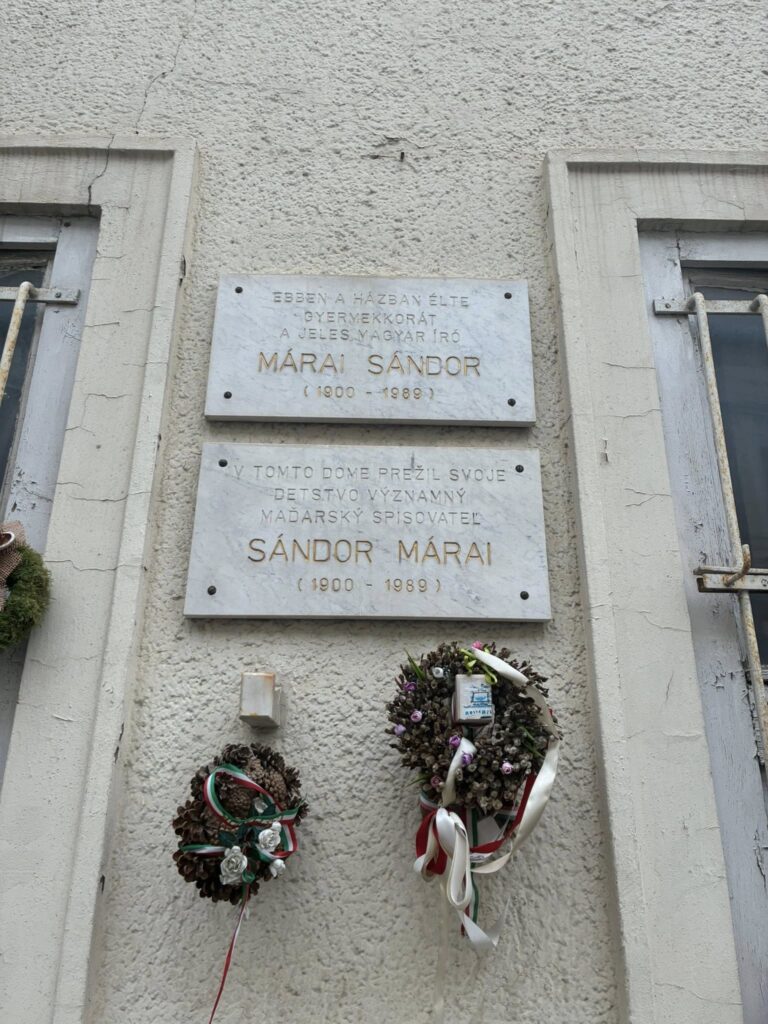 EBBEN A HÁZBAN ÉLTE
GYERMEKKORÁT
A JELES MAGYAR ÍRÓ
MÁRAI SÁNDOR
(1900 - 1989)
V TOMTO DOME PREŽIL SVOJE
DETSTVO VÝZNAMNÝ
MAĎARSKÝ SPISOVATEĽ
SÁNDOR MÁRAI
(1900 - 1989)